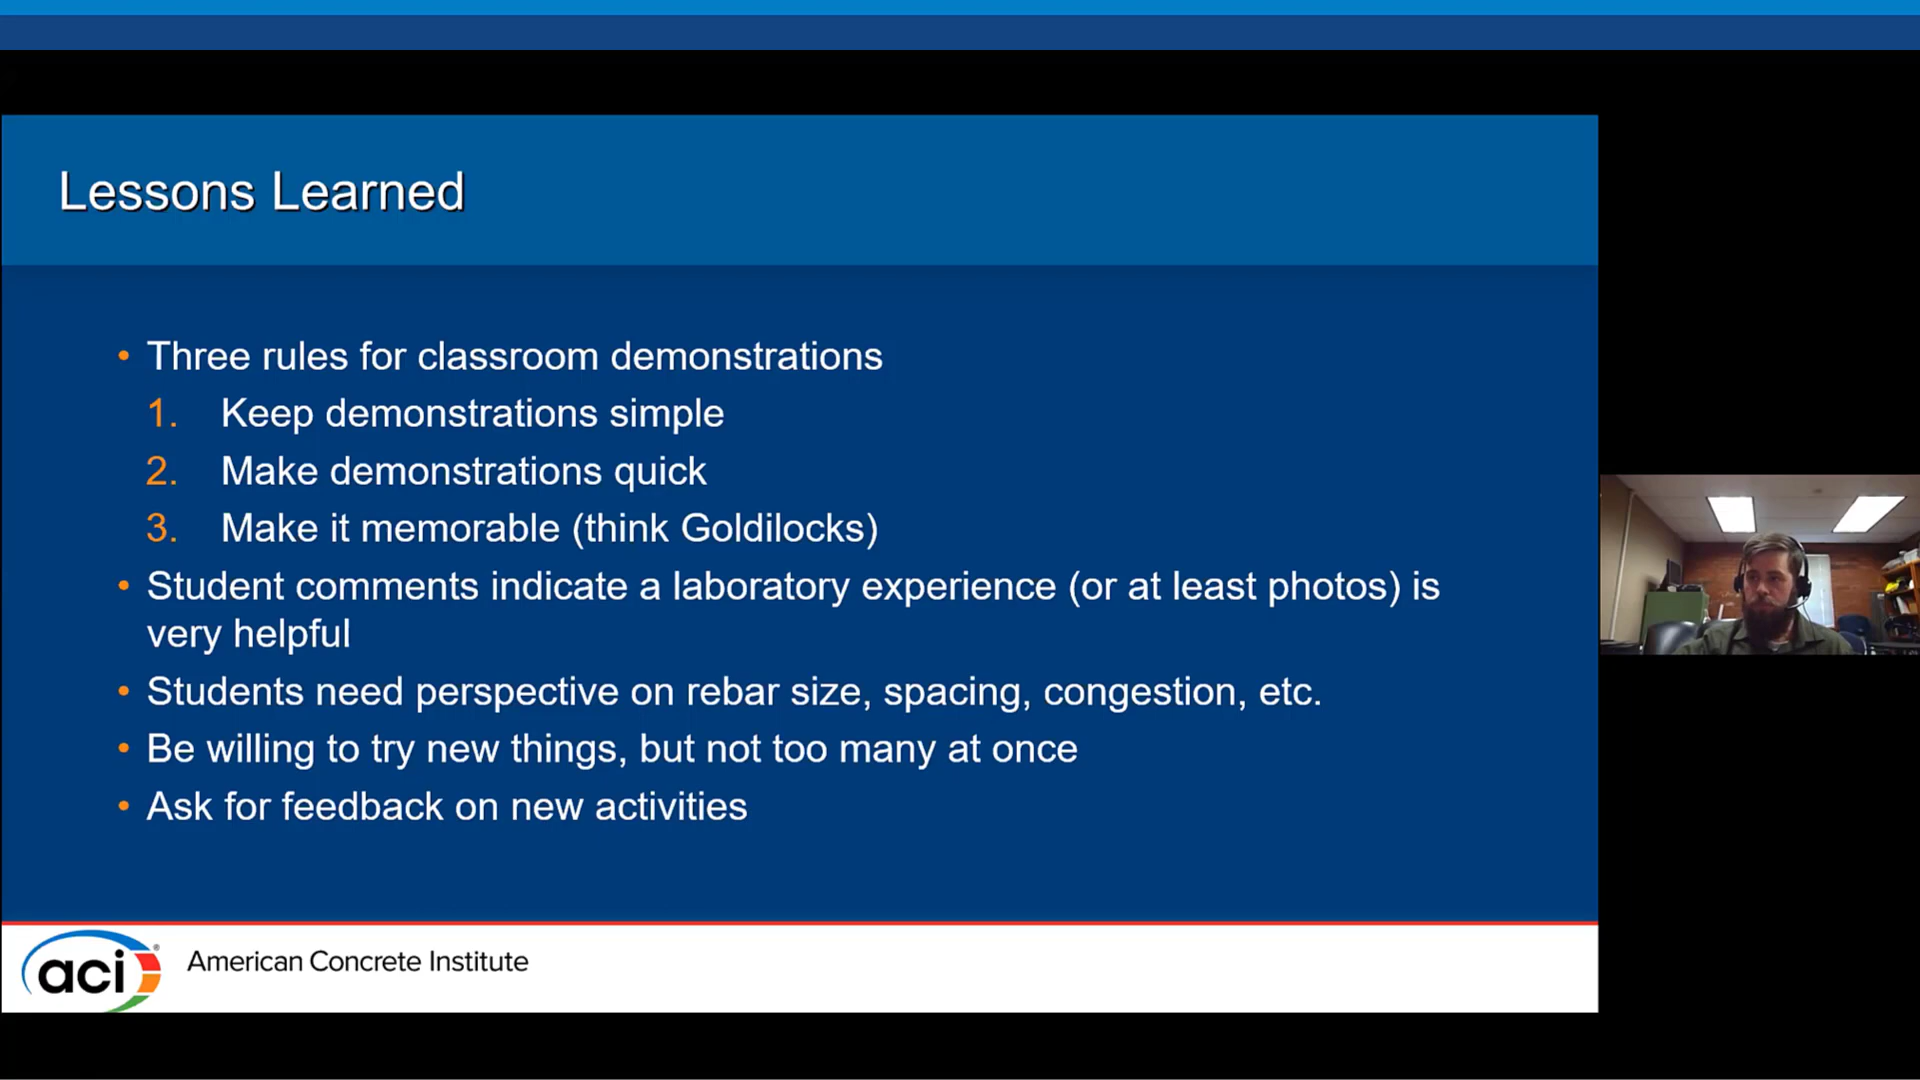 Lessons Learned
• Three rules for classroom demonstrations
1. Keep demonstrations simple
2. Make demonstrations quick
3. Make it memorable (think Goldilocks)
• Student comments indicate a laboratory experience (or at least photos) is
very helpful
• Students need perspective on rebar size, spacing, congestion, etc.
• Be willing to try new things, but not too many at once
• Ask for feedback on new activities
aci®
American Concrete Institute